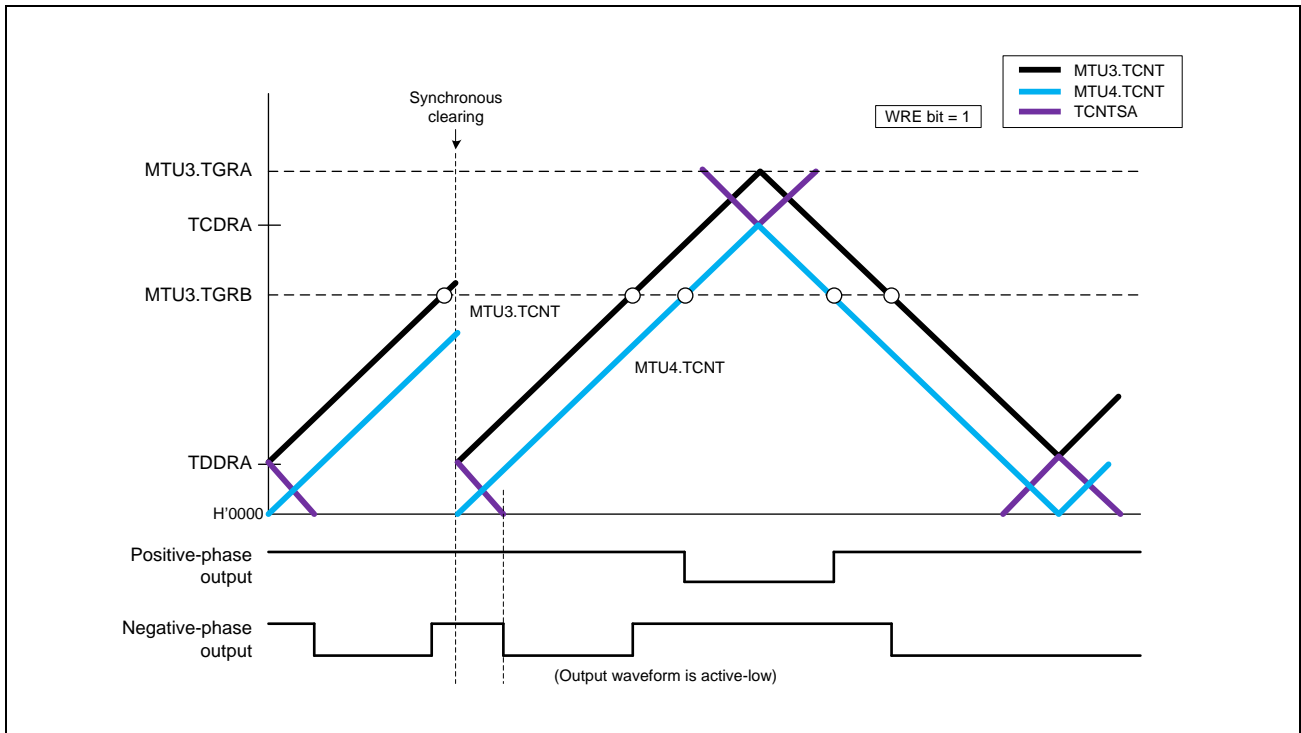 MTU3.TCNT
MTU4.TCNT
TCNTSA
Synchronous
clearing
WRE bit = 1
MTU3.TGRA
TCDRA
MTU3.TGRB
MTU3.TCNT
MTU4.TCNT
TDDRA
H'0000
Positive-phase
output
Negative-phase
output
(Output waveform is active-low)